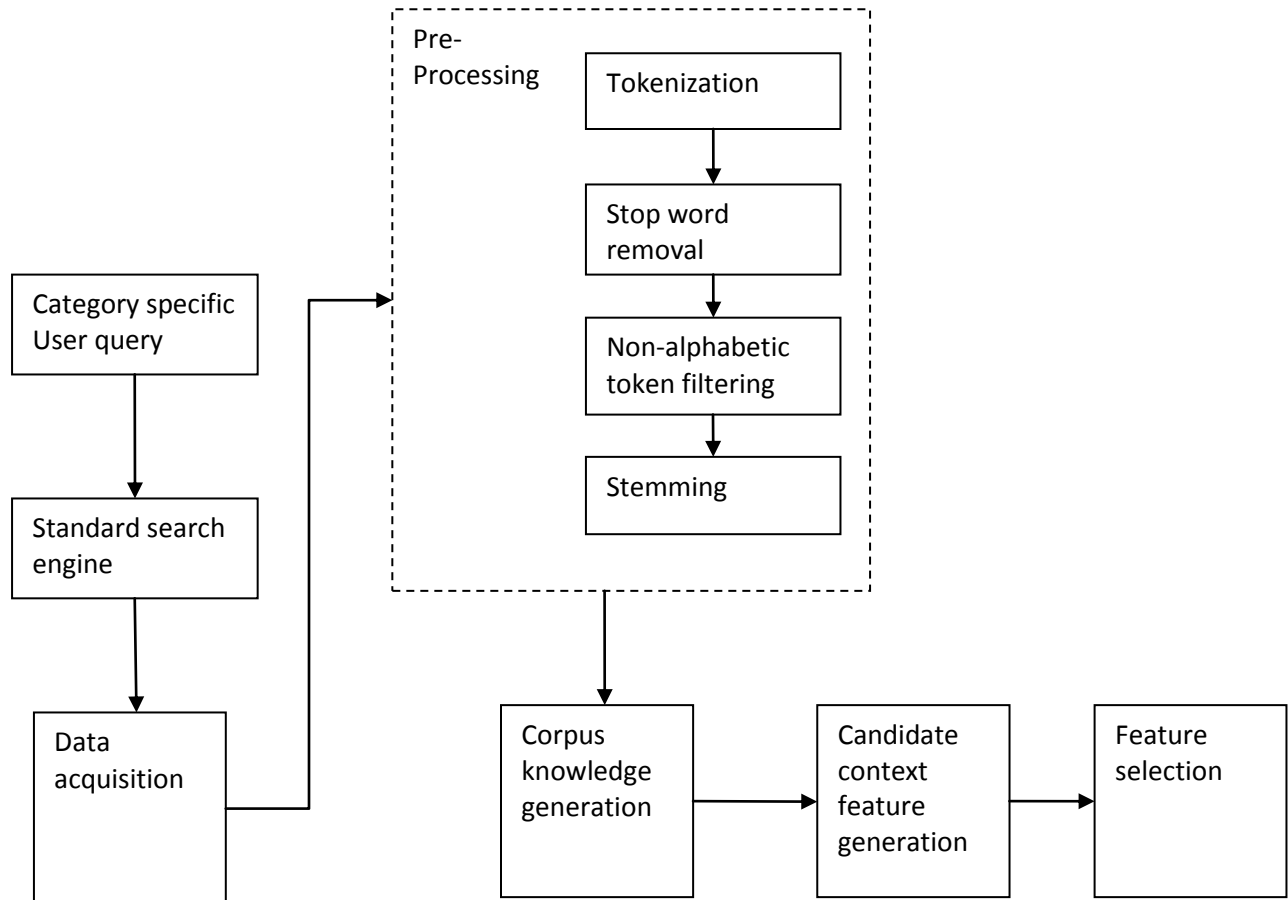 Category specific
User query
Standard search
engine
Data
acquisition
Pre-
Processing
Tokenization
Stop word
removal
Non-alphabetic
token filtering
Stemming
Corpus
knowledge
generation
Candidate
context
feature
generation
Feature
selection